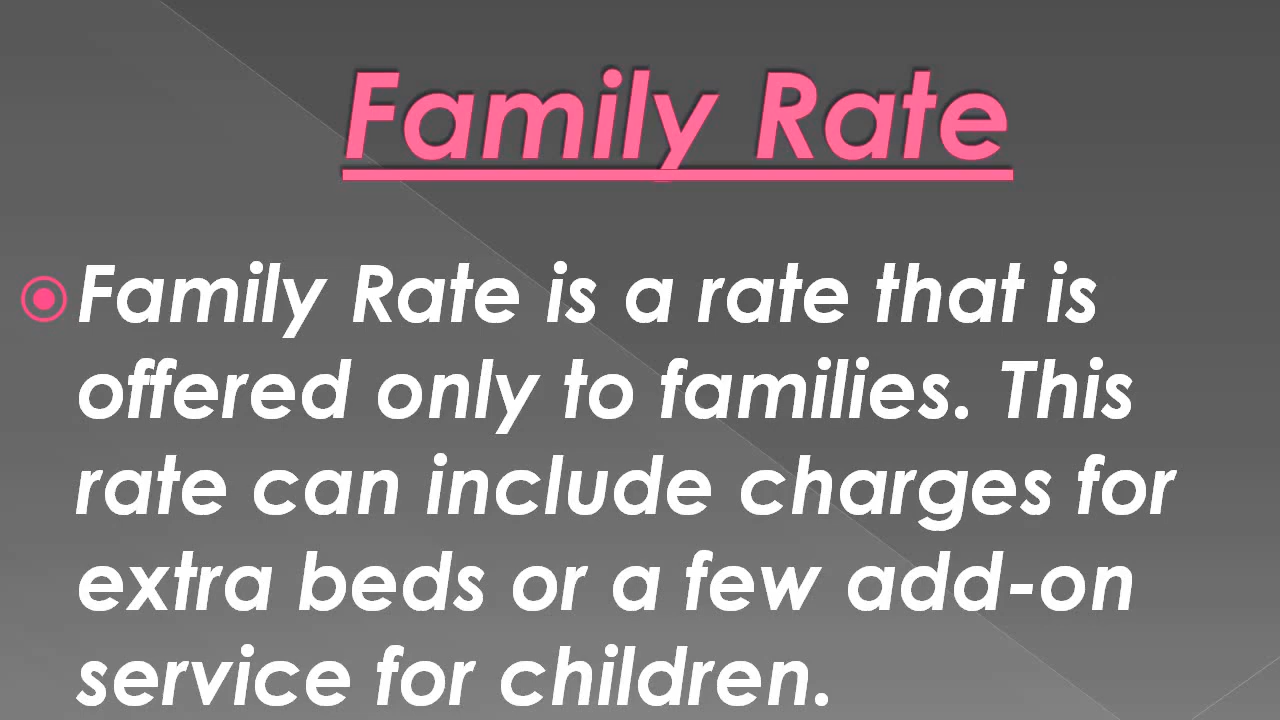 Family Rate
Family Rate is a rate that is
offered only to families. This
rate can include charges for
extra beds or a few add-on
service for children.